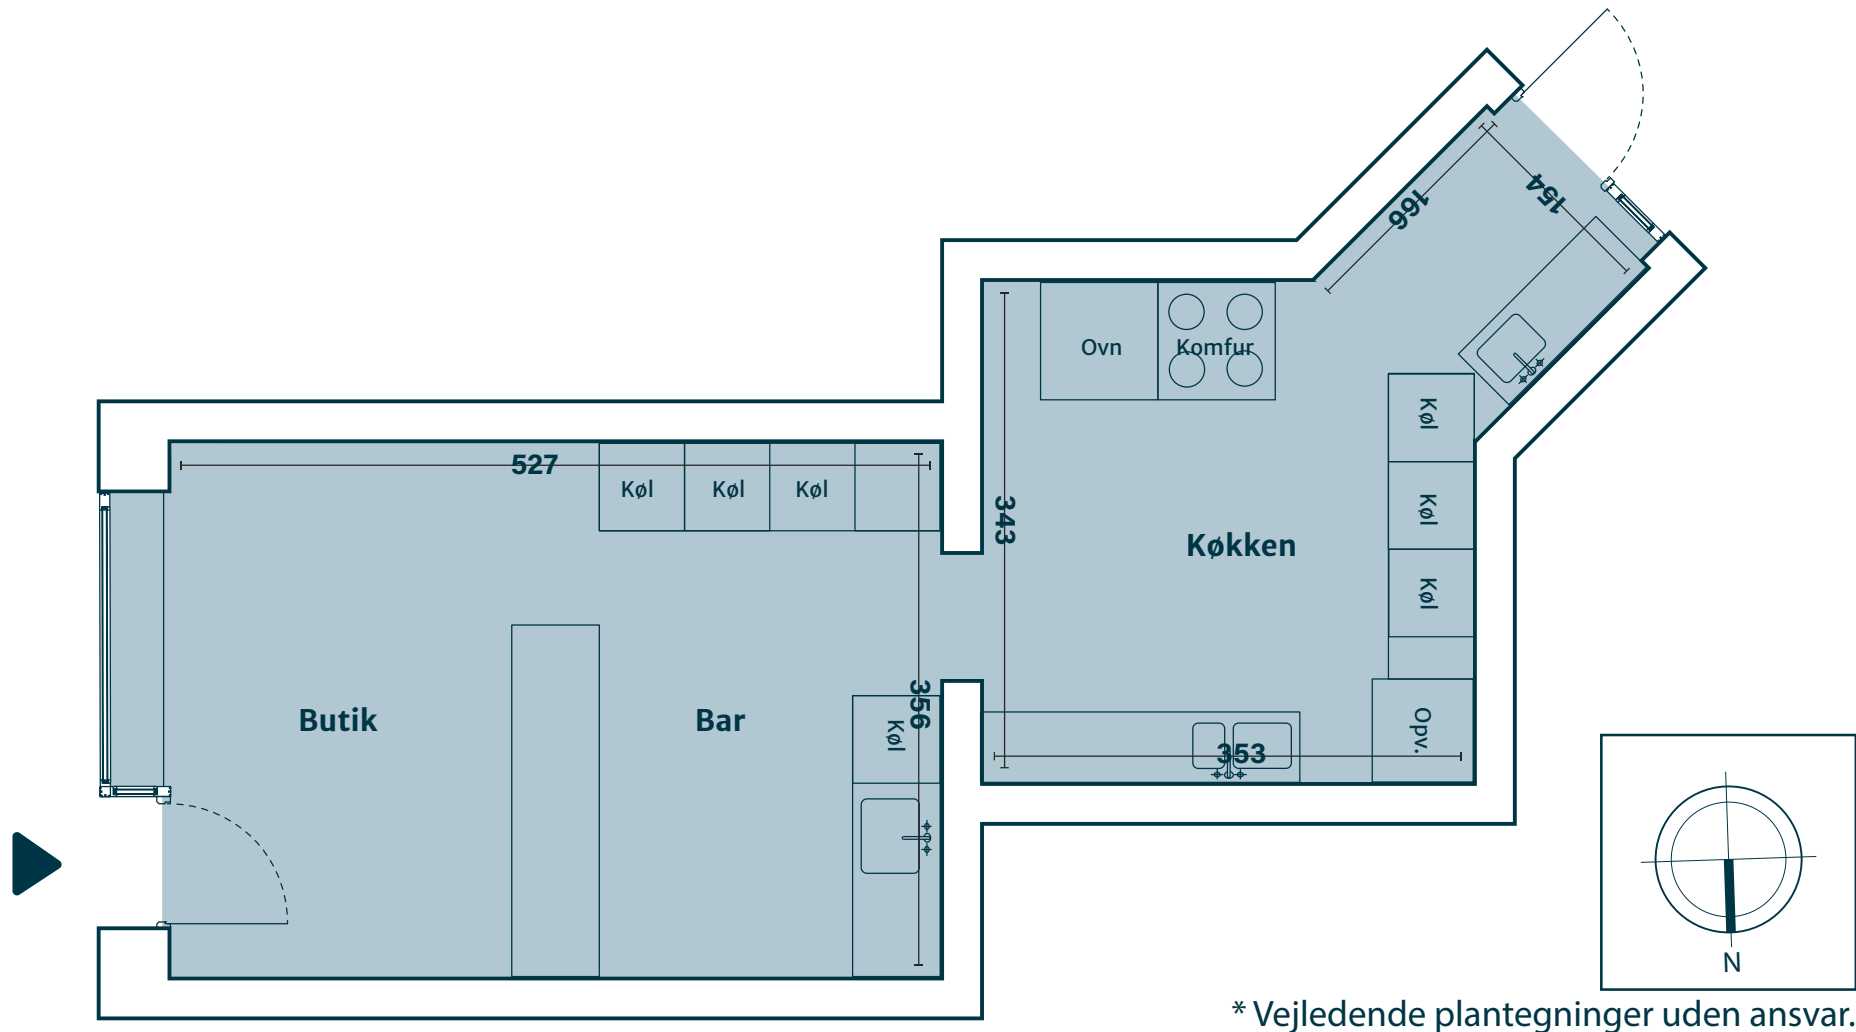 154
166
Ovn
Komfur
Køl
527
Køl
Køl
Køl
Køl
343
Køkken
Køl
Butik
Bar
356
Køl
Opv.
353
N
* Vejledende plantegninger uden ansvar.